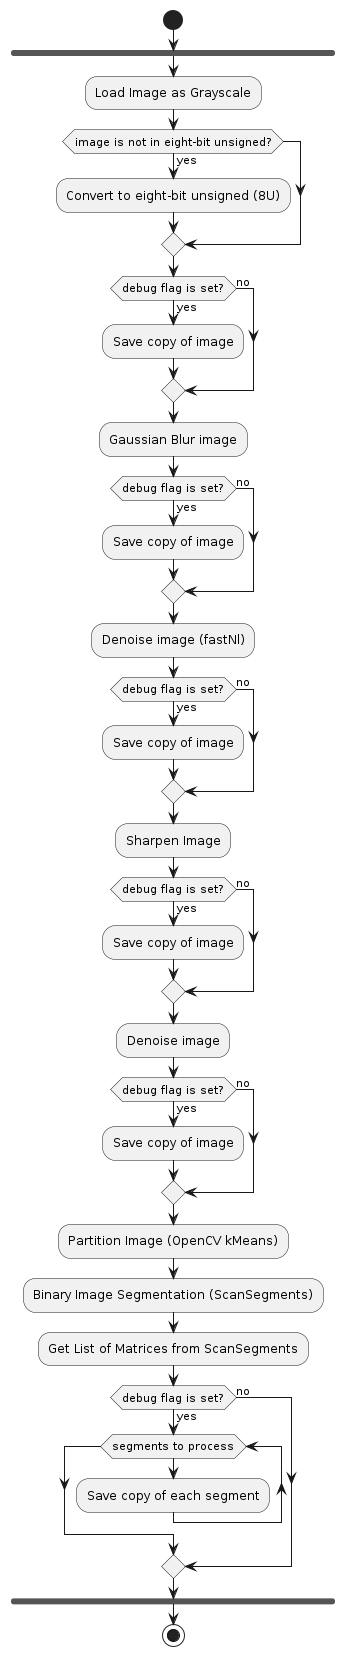 Load Image as Grayscale
image is not in eight-bit unsigned?
yes
Convert to eight-bit unsigned (8U)
debug flag is set?
no
yes
Save copy of image
Gaussian Blur image
debug flag is set?
no
yes
Save copy of image
Denoise image (fastNl)
debug flag is set?
no
yes
Save copy of image
Sharpen Image
debug flag is set?
no
yes
Save copy of image
Denoise image
debug flag is set?
no
yes
Save copy of image
Partition Image (OpenCV kMeans)
Binary Image Segmentation (ScanSegments)
Get List of Matrices from ScanSegments
debug flag is set?
no
yes
segments to process
Save copy of each segment